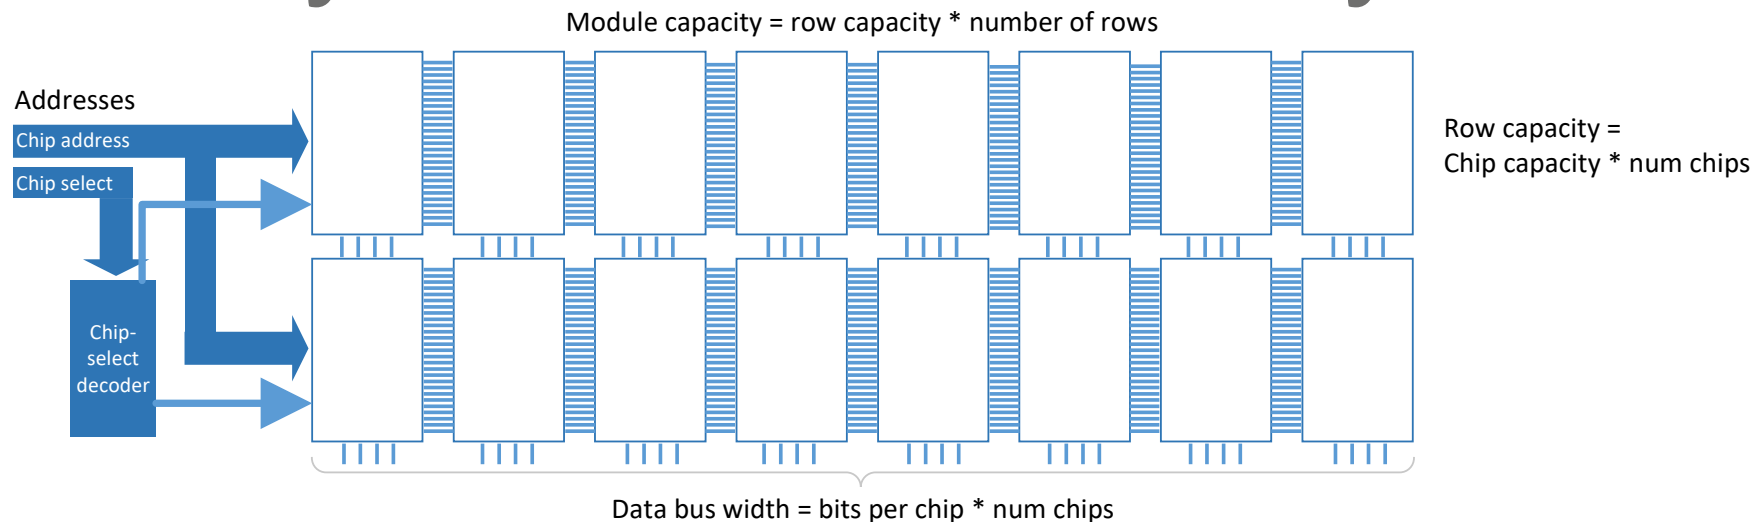 Module capacity = row capacity * number of rows
Addresses
Chip address
Chip select
Chip-
select
decoder
Row capacity =
Chip capacity * num chips
Data bus width = bits per chip * num chips